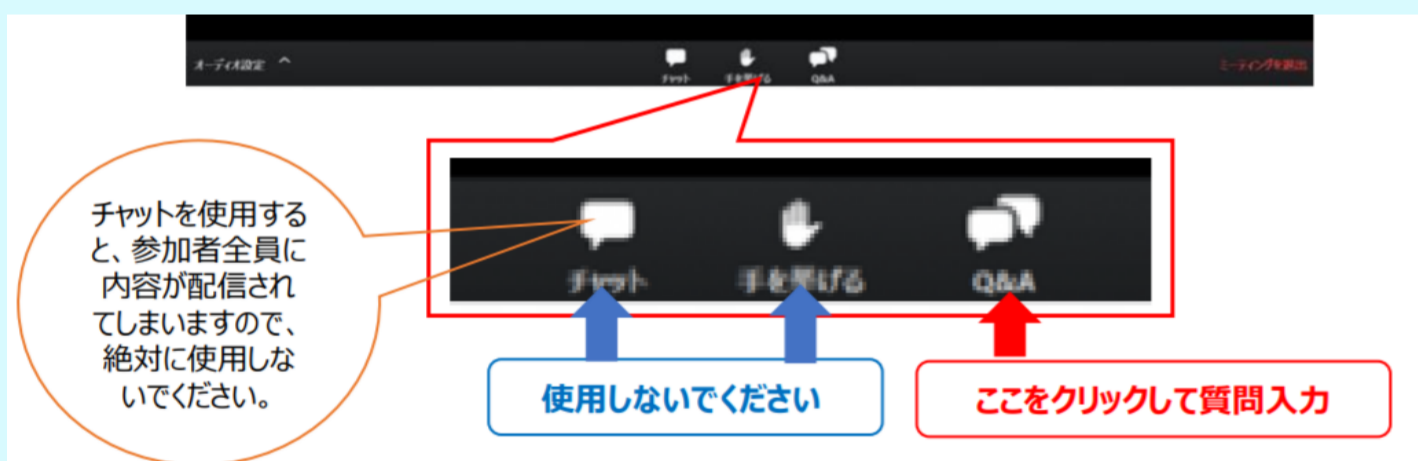 オーディオ設定 ^
チャット
手を挙げる
Q&A
ミーティングを退出
チャットを使用する
と、参加者全員に
内容が配信され
てしまいますので、
絶対に使用しな
いでください。
チャット
手を挙げる
Q&A
使用しないでください
ここをクリックして質問入力